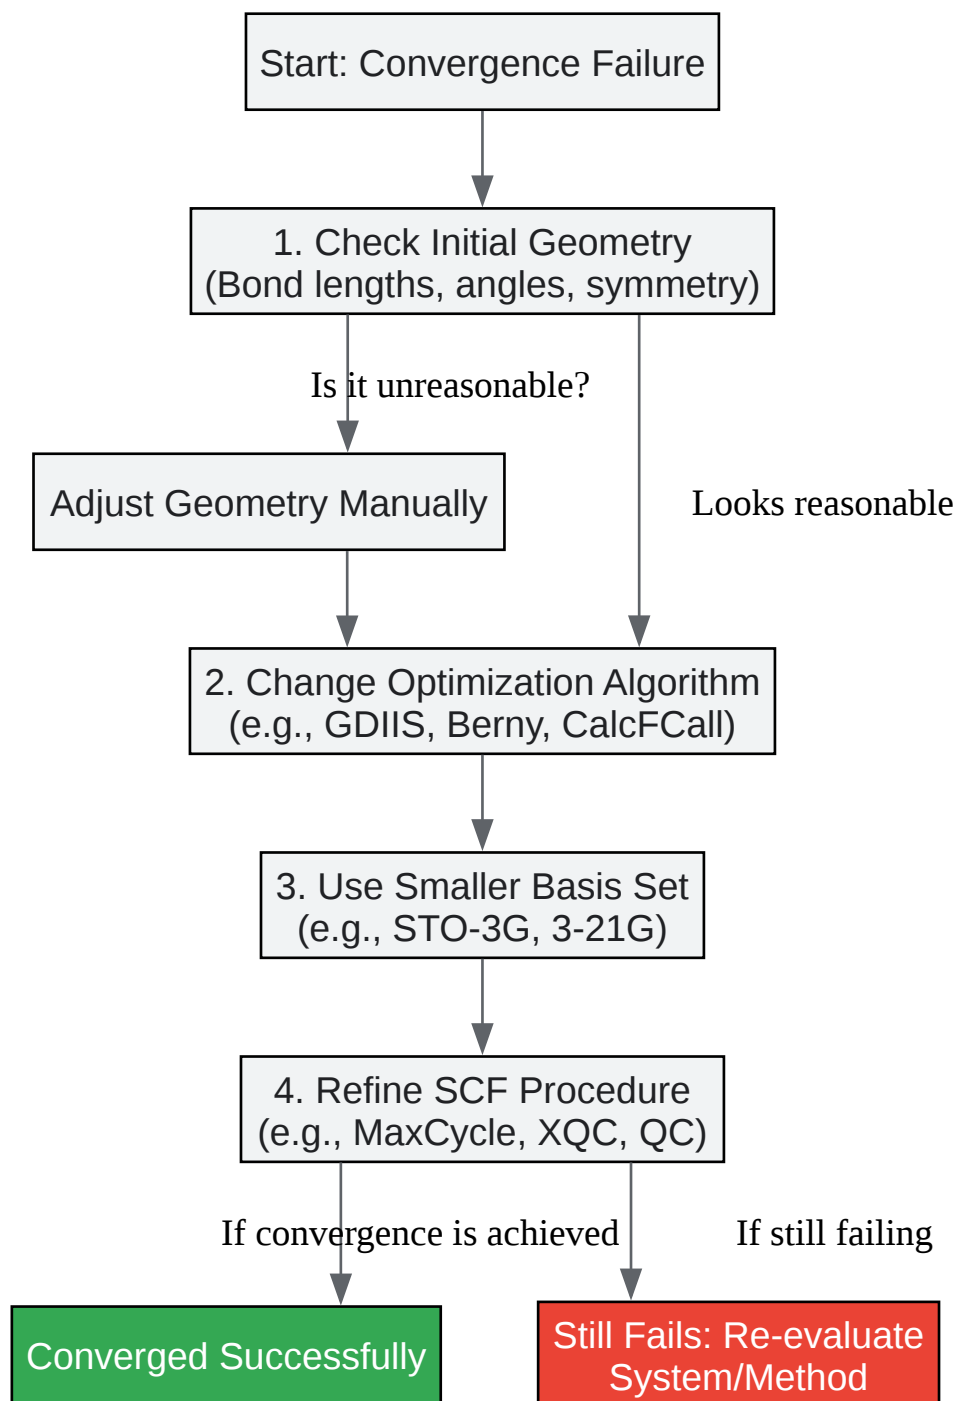 Start: Convergence Failure
1. Check Initial Geometry
(Bond lengths, angles, symmetry)
Is it unreasonable?
Adjust Geometry Manually
Looks reasonable
2. Change Optimization Algorithm
(e.g., GDIIS, Berny, CalcFCall)
3. Use Smaller Basis Set
(e.g., STO-3G, 3-21G)
4. Refine SCF Procedure
(e.g., MaxCycle, XQC, QC)
If convergence is achieved
If still failing
Converged Successfully
Still Fails: Re-evaluate
System/Method